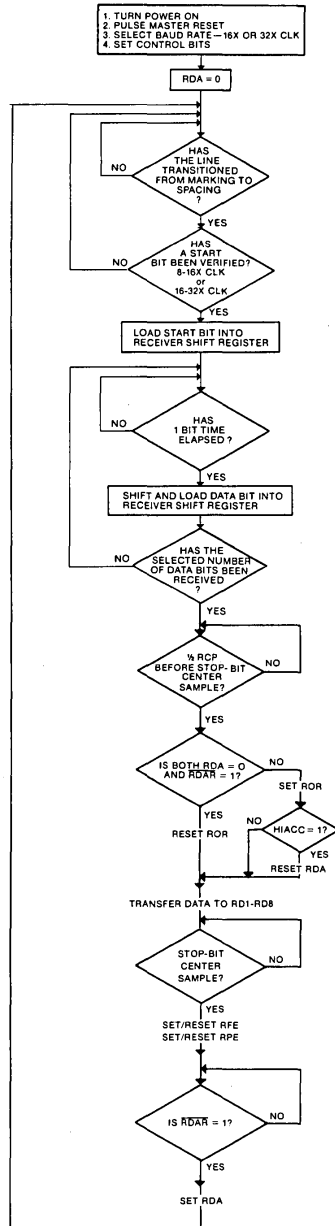 1. TURN POWER ON
2. PULSE MASTER RESET
3. SELECT BAUD RATE—16X OR 32X CLK
4. SET CONTROL BITS
RDA = 0
HAS
THE LINE
TRANSITIONED
FROM MARKING TO
SPACING
?
NO
YES
HAS
A START
BIT BEEN VERIFIED?
8-16X CLK
or
16-32X CLK
NO
YES
LOAD START BIT INTO
RECEIVER SHIFT REGISTER
HAS
1 BIT TIME
ELAPSED ?
NO
YES
SHIFT AND LOAD DATA BIT INTO
RECEIVER SHIFT REGISTER
HAS THE
SELECTED NUMBER
OF DATA BITS BEEN
RECEIVED
?
NO
YES
½ RCP
BEFORE STOP-BIT
CENTER
SAMPLE?
NO
YES
IS BOTH RDA = 0
AND R̅D̅A̅R̅ = 1?
NO
SET ROR
YES
RESET ROR
HIACC = 1?
NO
YES
RESET RDA
TRANSFER DATA TO RD1-RD8
STOP-BIT
CENTER
SAMPLE?
NO
YES
SET/RESET RFE
SET/RESET RPE
IS R̅D̅A̅R̅ = 1?
NO
YES
SET RDA